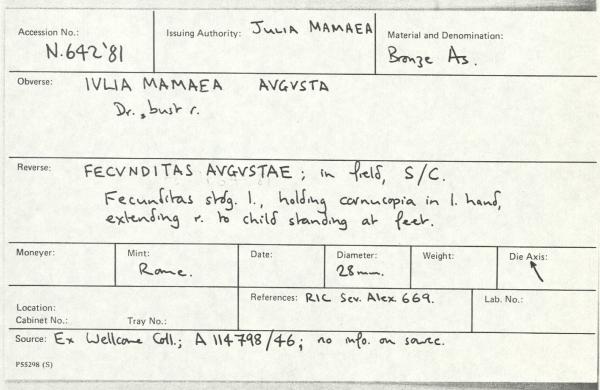 Accession No.: N.642'81
Issuing Authority: JULIA MAMAEA
Material and Denomination: Bronze As.
Obverse: IVLIA MAMAEA AVGVSTA
Dr., bust r.
Reverse: FECVNDITAS AVGVSTAE; in field, S/C.
Fecunditas stdg. l., holding cornucopia in l. hand,
extending r. to child standing at feet.
Moneyer:
Mint: Rome.
Date:
Diameter: 28mm.
Weight:
Die Axis:
Location:
Cabinet No.: Tray No.:
References: RIC Sev. Alex 669.
Lab. No.:
Source: Ex Wellcome Coll.; A 114798/46; no info. on source.
P55298 (S)